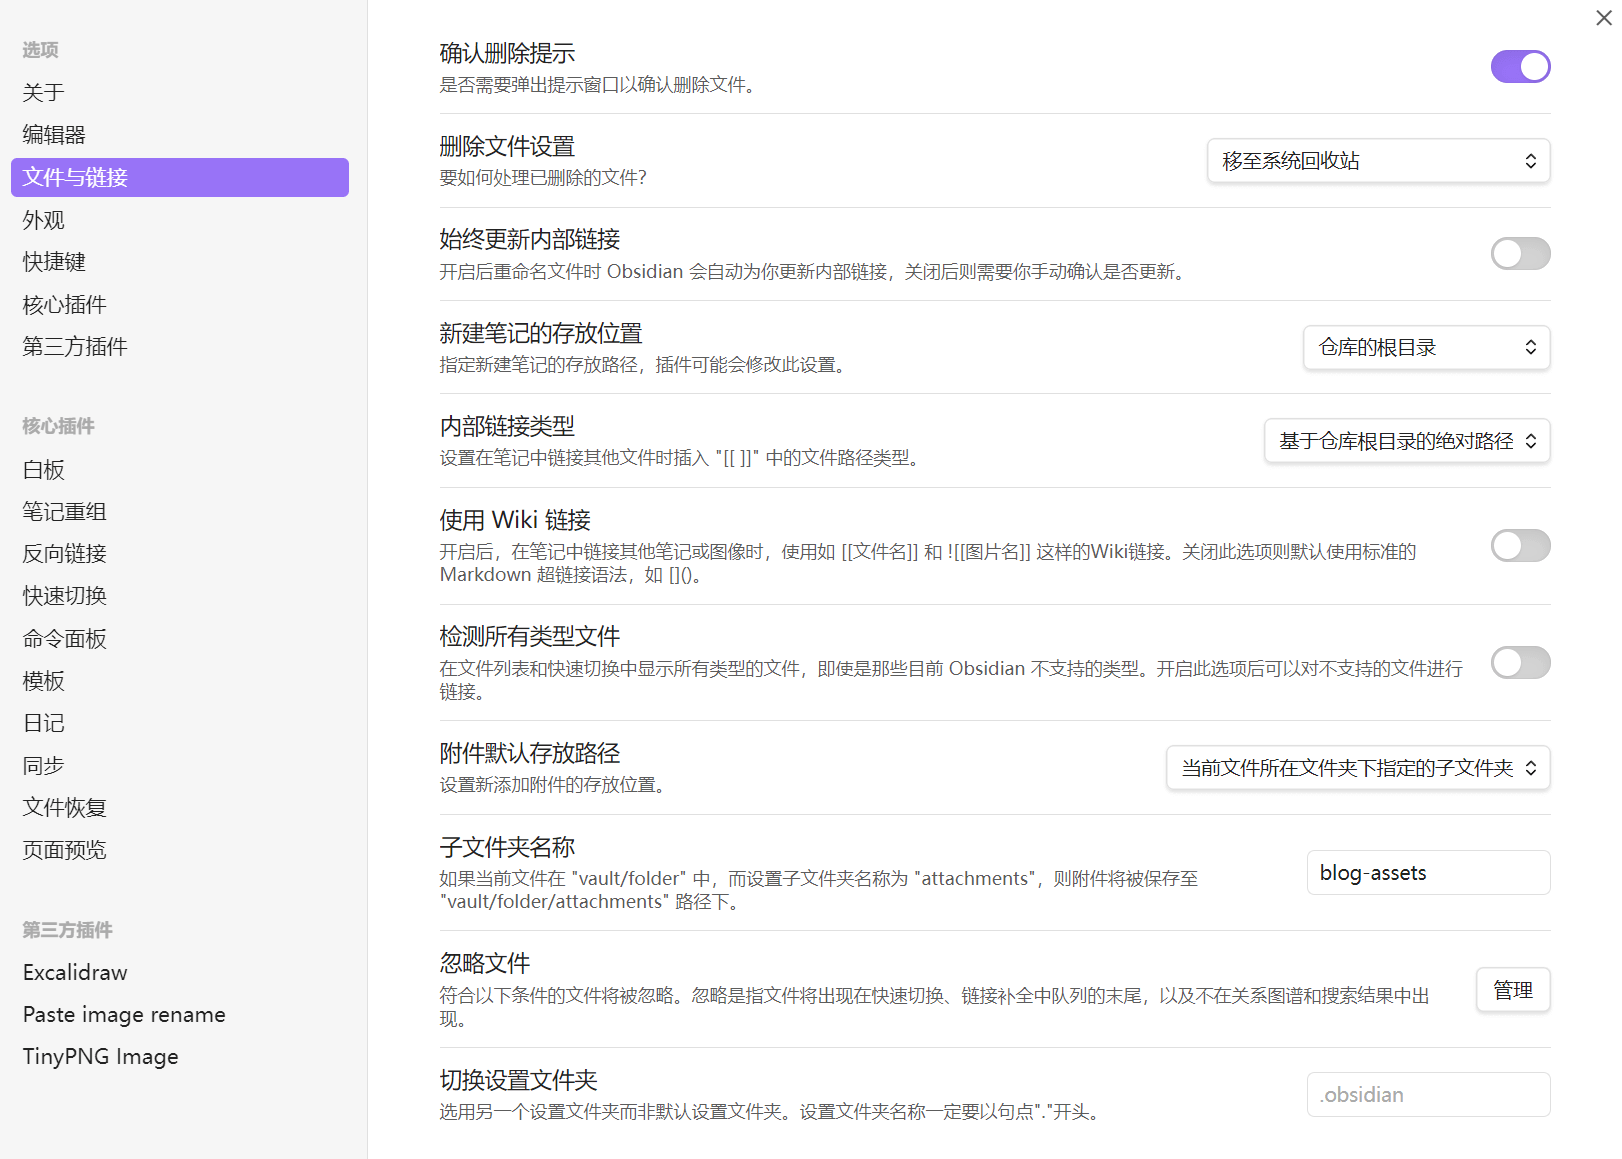 选项
关于
编辑器
文件与链接
外观
快捷键
核心插件
第三方插件
核心插件
白板
笔记重组
反向链接
快速切换
命令面板
模板
日记
同步
文件恢复
页面预览
第三方插件
Excalidraw
Paste image rename
TinyPNG Image
确认删除提示
是否需要弹出提示窗口以确认删除文件。
删除文件设置
要如何处理已删除的文件?
移至系统回收站
始终更新内部链接
开启后重命名文件时 Obsidian 会自动为你更新内部链接，关闭后则需要你手动确认是否更新。
新建笔记的存放位置
指定新建笔记的存放路径，插件可能会修改此设置。
仓库的根目录
内部链接类型
设置在笔记中链接其他文件时插入 "[[ ]]" 中的文件路径类型。
基于仓库根目录的绝对路径
使用 Wiki 链接
开启后，在笔记中链接其他笔记或图像时，使用如 [[文件名]] 和 ![[图片名]] 这样的Wiki链接。关闭此选项则默认使用标准的
Markdown 超链接语法，如 []()。
检测所有类型文件
在文件列表和快速切换中显示所有类型的文件，即使是那些目前 Obsidian 不支持的类型。开启此选项后可以对不支持的文件进行
链接。
附件默认存放路径
设置新添加附件的存放位置。
当前文件所在文件夹下指定的子文件夹
子文件夹名称
如果当前文件在 "vault/folder" 中，而设置子文件夹名称为 "attachments"，则附件将被保存至
"vault/folder/attachments" 路径下。
blog-assets
忽略文件
符合以下条件的文件将被忽略。忽略是指文件将出现在快速切换、链接补全中队列的末尾，以及不在关系图谱和搜索结果中出
现。
管理
切换设置文件夹
选用另一个设置文件夹而非默认设置文件夹。设置文件夹名称一定要以句点"."开头。
.obsidian